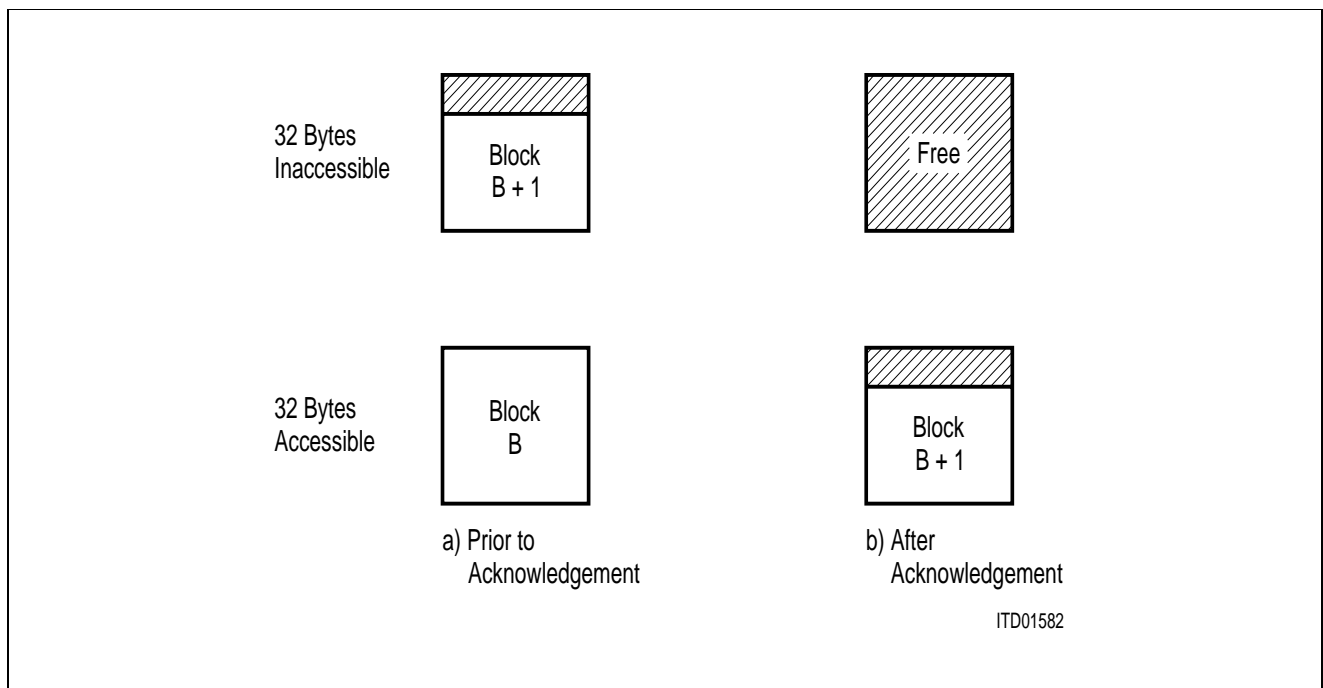 32 Bytes
Inaccessible
Block
B + 1
Free
32 Bytes
Accessible
Block
B
Block
B + 1
a) Prior to
Acknowledgement
b) After
Acknowledgement
ITD01582